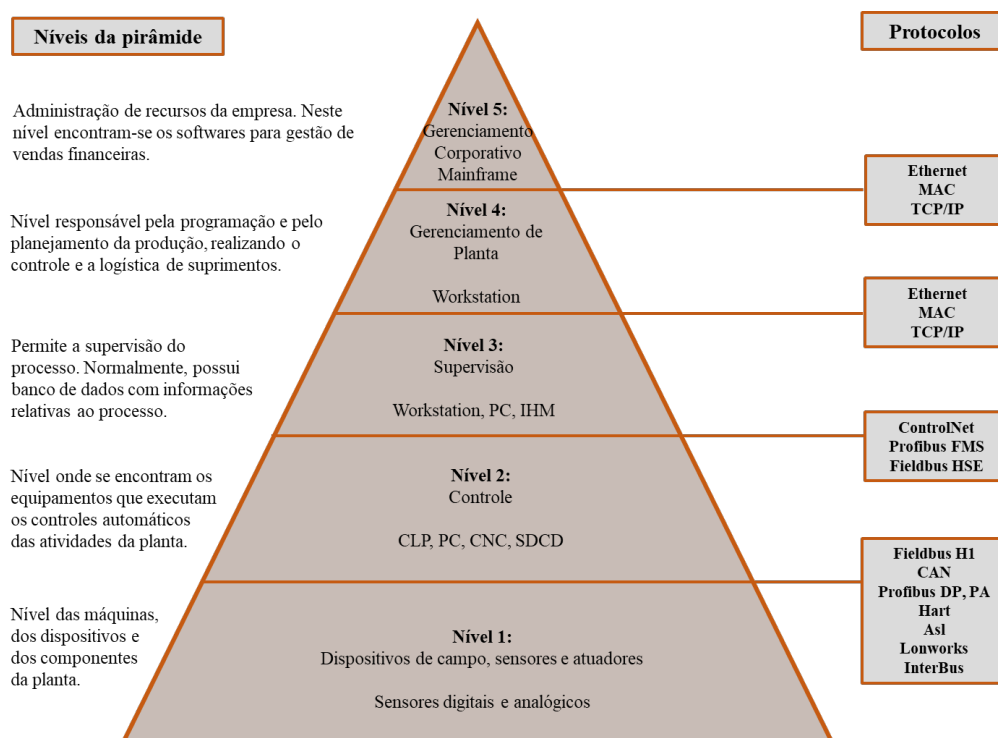 Níveis da pirâmide
Protocolos
Administração de recursos da empresa. Neste
nível encontram-se os softwares para gestão de
vendas financeiras.
Nível 5:
Gerenciamento
Corporativo
Mainframe
Ethernet
MAC
TCP/IP
Nível responsável pela programação e pelo
planejamento da produção, realizando o
controle e a logística de suprimentos.
Nível 4:
Gerenciamento de
Planta
Workstation
Ethernet
MAC
TCP/IP
Permite a supervisão do
processo. Normalmente, possui
banco de dados com informações
relativas ao processo.
Nível 3:
Supervisão
Workstation, PC, IHM
ControlNet
Profibus FMS
Fieldbus HSE
Nível onde se encontram os
equipamentos que executam
os controles automáticos
das atividades da planta.
Nível 2:
Controle
CLP, PC, CNC, SDCD
Fieldbus H1
CAN
Profibus DP, PA
Hart
AsI
Lonworks
InterBus
Nível das máquinas,
dos dispositivos e
dos componentes
da planta.
Nível 1:
Dispositivos de campo, sensores e atuadores
Sensores digitais e analógicos